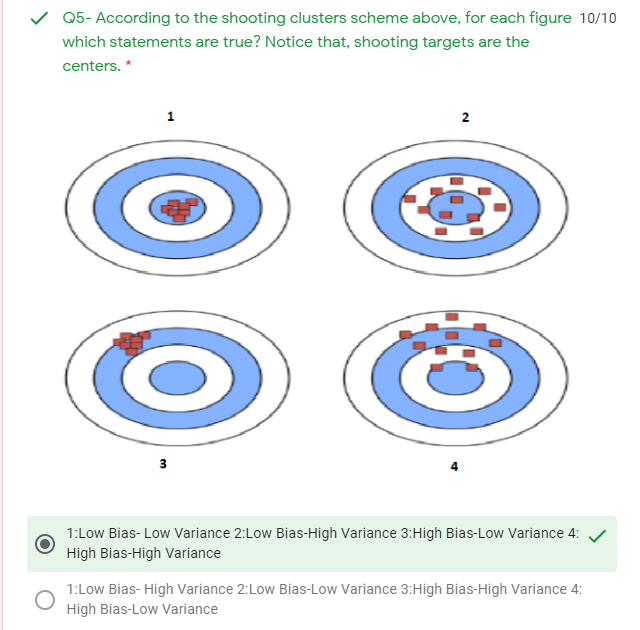 Q5- According to the shooting clusters scheme above, for each figure 10/10
which statements are true? Notice that, shooting targets are the
centers. *
1
2
3
4
1:Low Bias- Low Variance 2:Low Bias-High Variance 3:High Bias-Low Variance 4:
High Bias-High Variance
1:Low Bias- High Variance 2:Low Bias-Low Variance 3:High Bias-High Variance 4:
High Bias-Low Variance